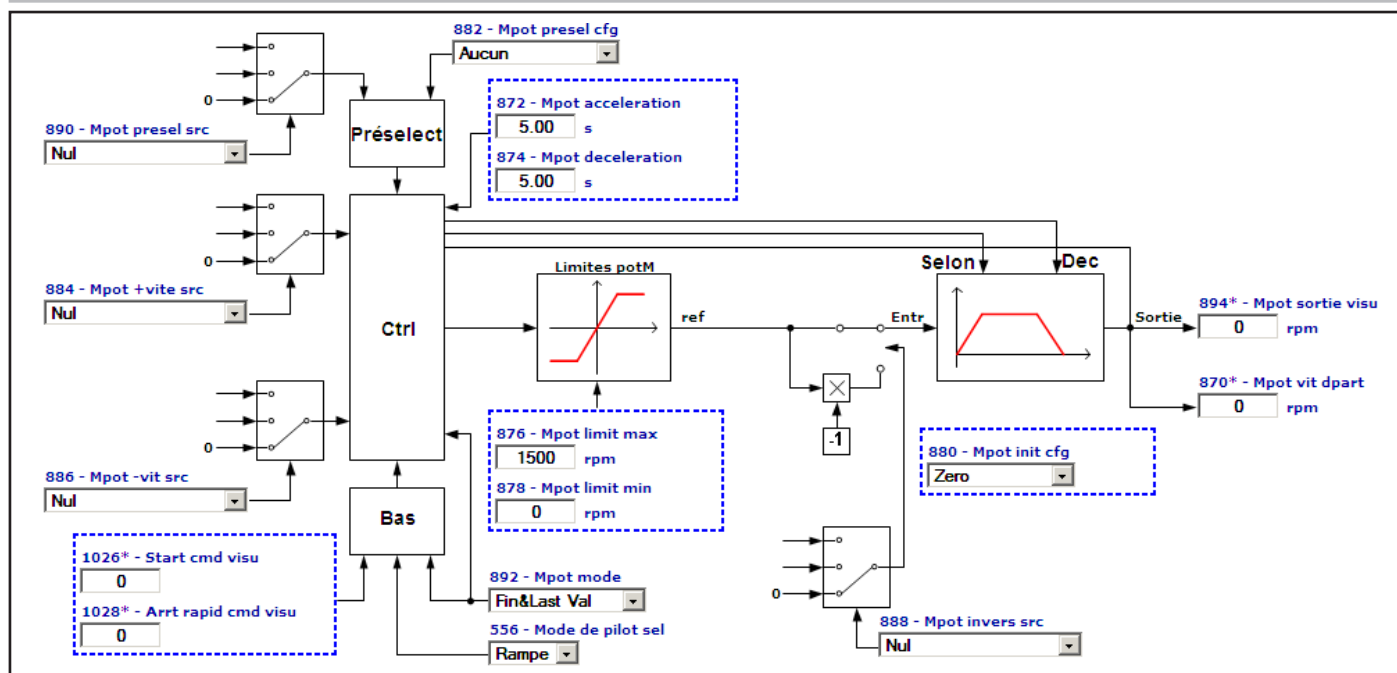 882 - Mpot presel cfg
Aucun
0
890 - Mpot presel src
Nul
Préselect
872 - Mpot acceleration
5.00 s
874 - Mpot deceleration
5.00 s
0
884 - Mpot +vite src
Nul
Ctrl
Limites potM
ref
Entr
Selon
Dec
Sortie
894* - Mpot sortie visu
0 rpm
870* - Mpot vit dpart
0 rpm
-1
0
886 - Mpot -vit src
Nul
876 - Mpot limit max
1500 rpm
878 - Mpot limit min
0 rpm
880 - Mpot init cfg
Zero
Bas
1026* - Start cmd visu
0
1028* - Arrt rapid cmd visu
0
892 - Mpot mode
Fin&Last Val
556 - Mode de pilot sel
Rampe
0
888 - Mpot invers src
Nul